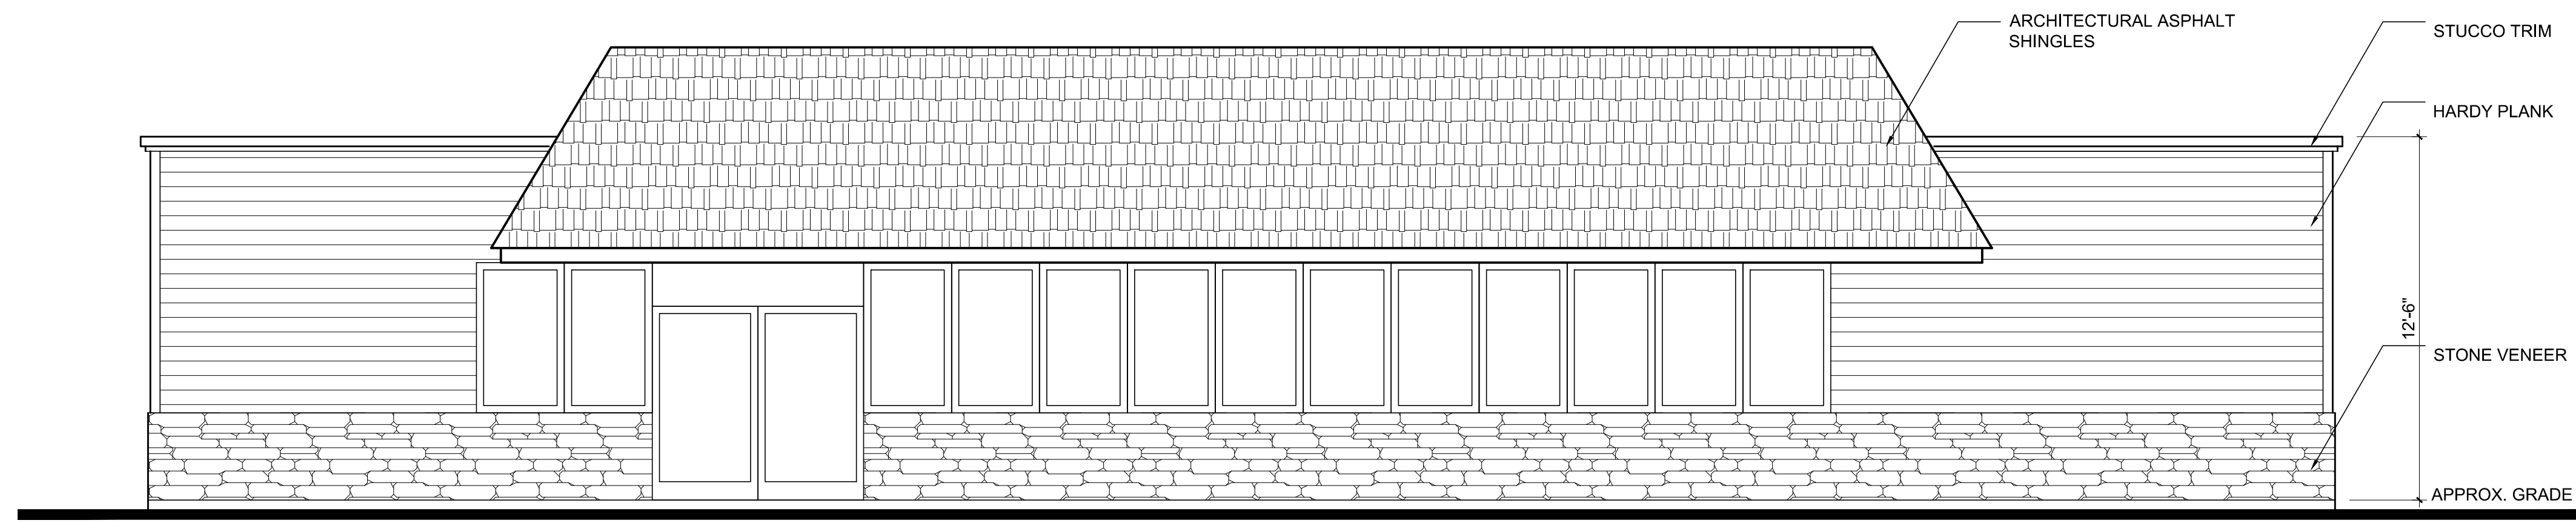 ARCHITECTURAL ASPHALT
SHINGLES
STUCCO TRIM
HARDY PLANK
12'-6"
STONE VENEER
APPROX. GRADE